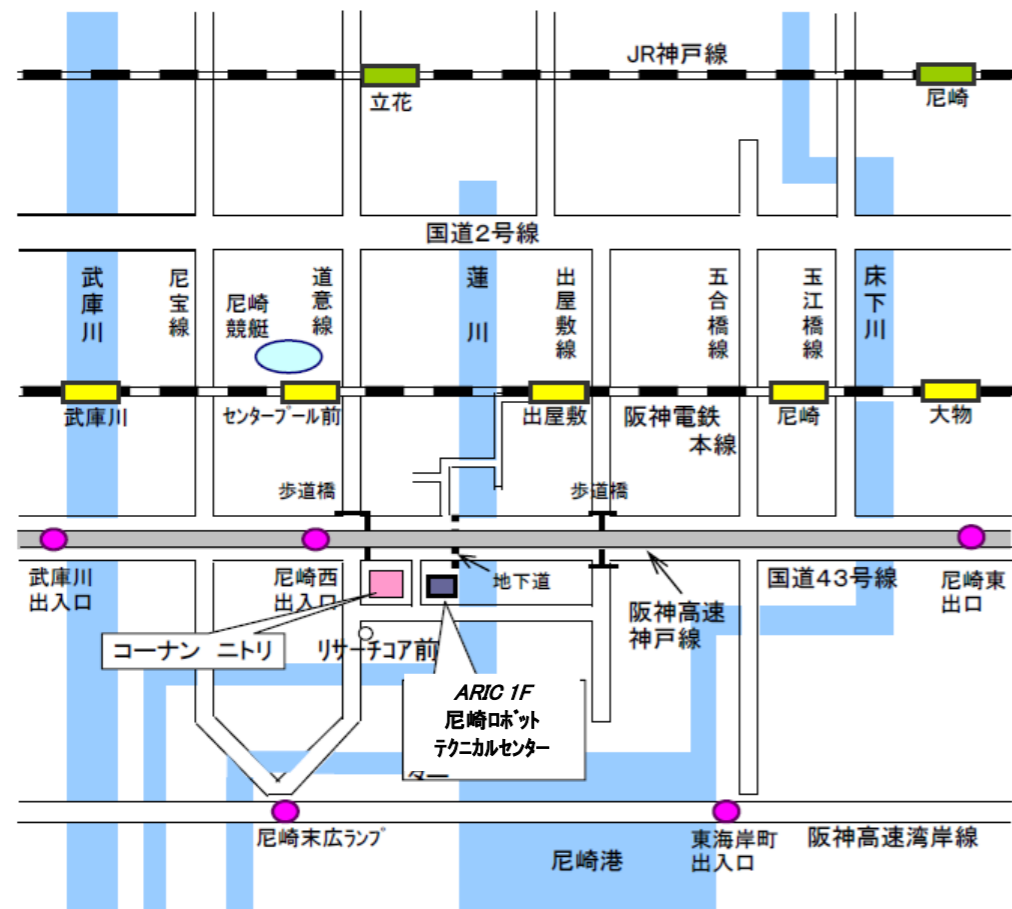 JR神戸線
立花
尼崎
国道2号線
武庫川
尼宝線
尼崎
競艇
道意線
蓮川
出屋敷線
五合橋線
玉江橋線
床下川
武庫川
センタープール前
出屋敷
阪神電鉄
本線
尼崎
大物
歩道橋
歩道橋
武庫川
出入口
尼崎西
出入口
地下道
国道43号線
尼崎東
出口
阪神高速
神戸線
コーナン ニトリ
リサーチコア前
ARIC 1F
尼崎ロボット
テクニカルセンター
尼崎末広ランプ
東海岸町
出入口
阪神高速湾岸線
尼崎港